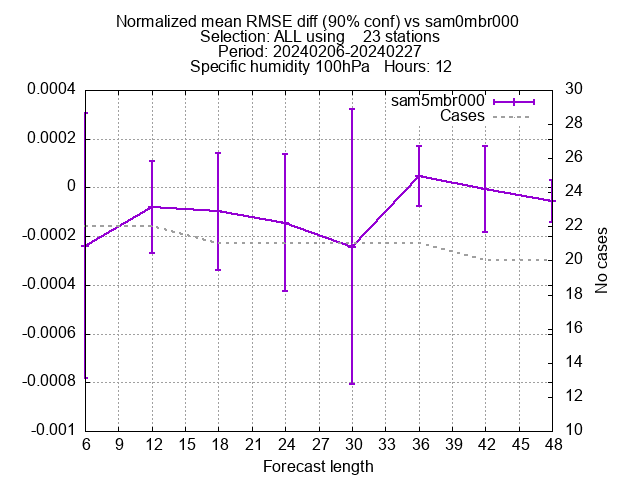 Normalized mean RMSE diff (90% conf) vs sam0mbr000
Selection: ALL using 23 stations
Period: 20240206-20240227
Specific humidity 100hPa Hours: 12
sam5mbr000
Cases
0.0004
0.0002
0
-0.0002
-0.0004
-0.0006
-0.0008
-0.001
30
28
26
24
22
20
18
16
14
12
10
No cases
6 9 12 15 18 21 24 27 30 33 36 39 42 45 48
Forecast length